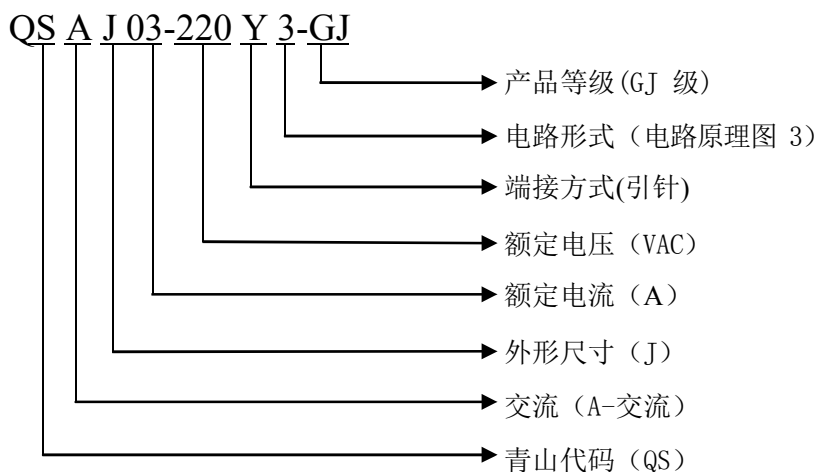 QS A J 03-220 Y 3-GJ
产品等级(GJ 级)
电路形式（电路原理图 3）
端接方式(引针)
额定电压（VAC）
额定电流（A）
外形尺寸（J）
交流（A-交流）
青山代码（QS）